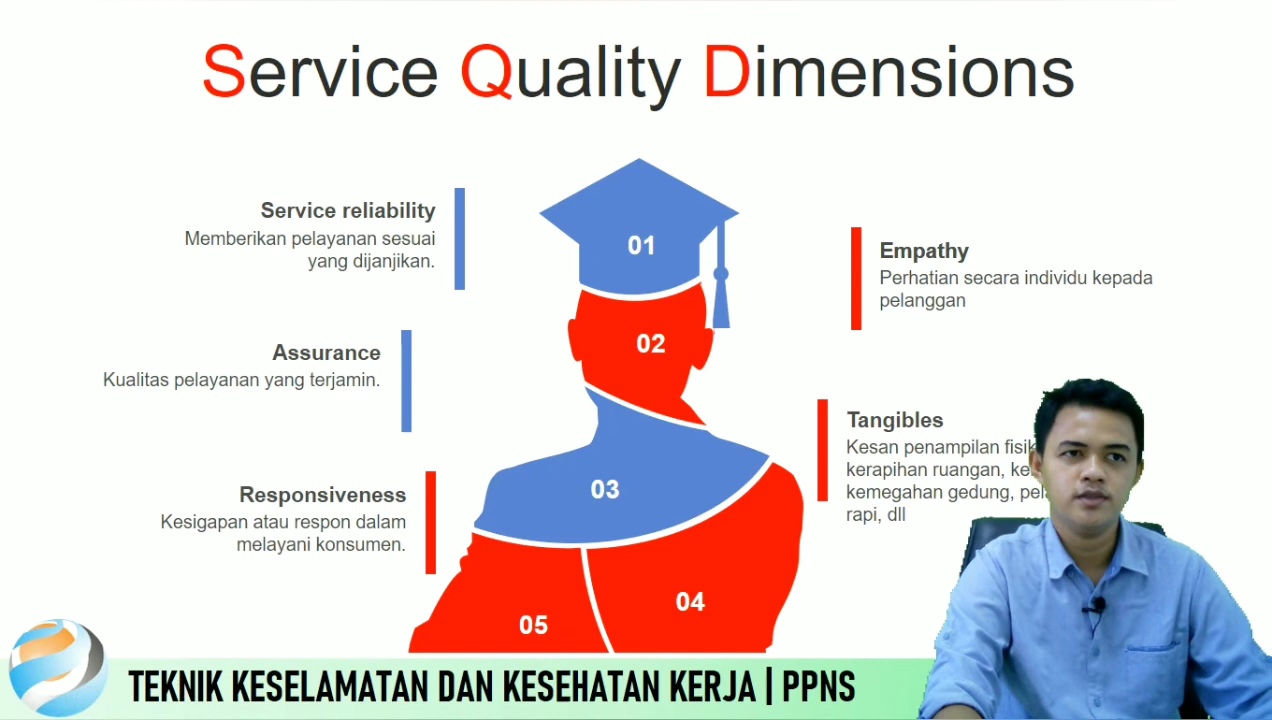 Service Quality Dimensions
Service reliability
Memberikan pelayanan sesuai
yang dijanjikan.
Assurance
Kualitas pelayanan yang terjamin.
Responsiveness
Kesigapan atau respon dalam
melayani konsumen.
01
02
03
04
05
Empathy
Perhatian secara individu kepada
pelanggan
Tangibles
Kesan penampilan
kerapihan ruangan,
kemegahan gedung,
rapi, dll
TEKNIK KESELAMATAN DAN KESEHATAN KERJA | PPNS